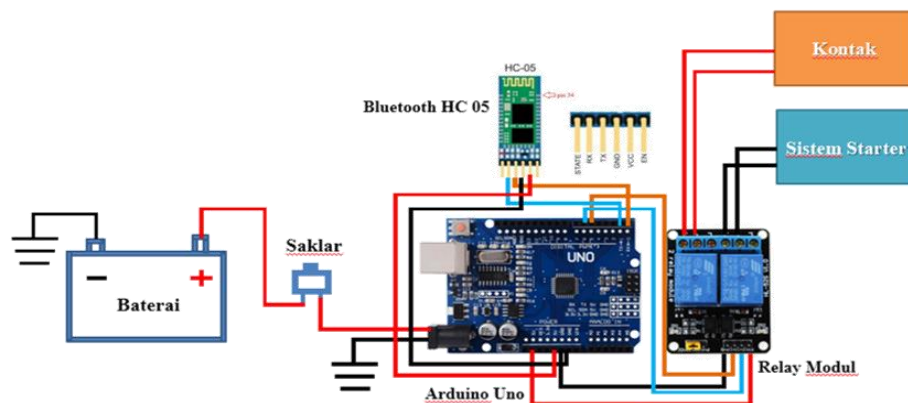 Kontak
HC-05
Bluetooth HC 05
STATE
RX
TX
GND
VCC
EN
Sistem Starter
Saklar
UNO
Baterai
Relay Modul
Arduino Uno